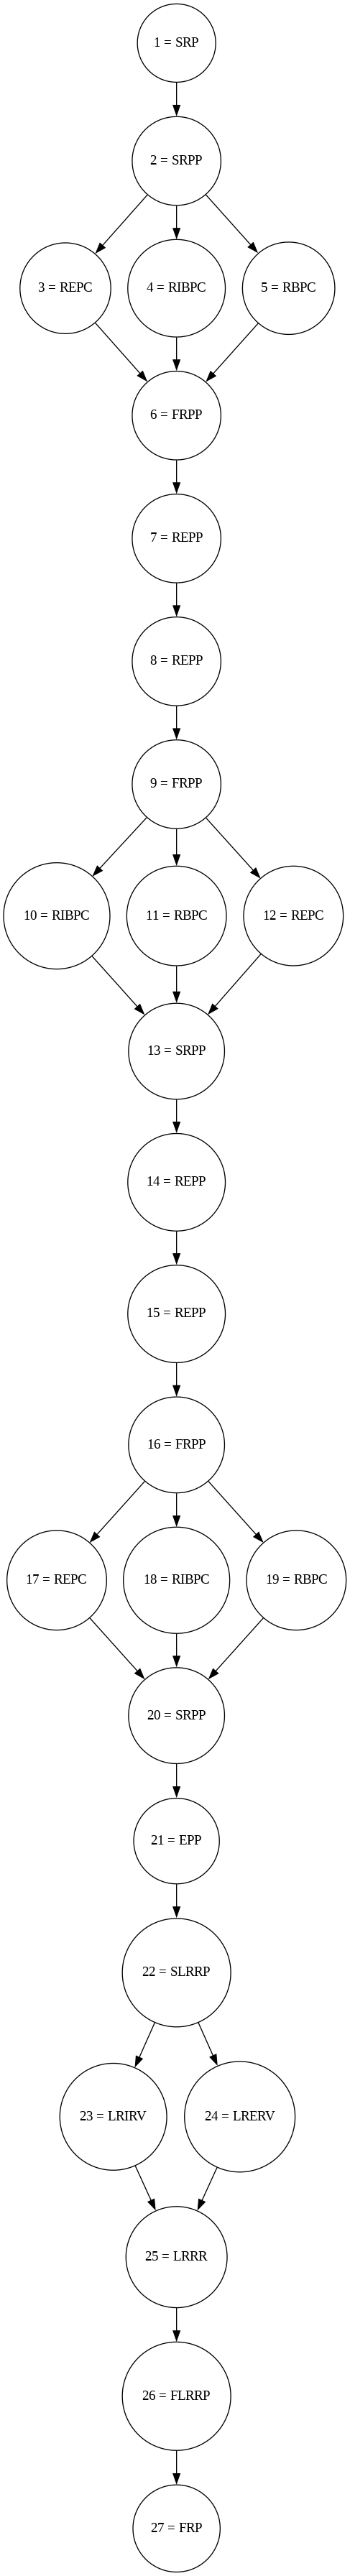 1 = SRP
2 = SRPP
3 = REPC
4 = RIBPC
5 = RBPC
6 = FRPP
7 = REPP
8 = REPP
9 = FRPP
10 = RIBPC
11 = RBPC
12 = REPC
13 = SRPP
14 = REPP
15 = REPP
16 = FRPP
17 = REPC
18 = RIBPC
19 = RBPC
20 = SRPP
21 = EPP
22 = SLRRP
23 = LRIRV
24 = LRERV
25 = LRRR
26 = FLRRP
27 = FRP